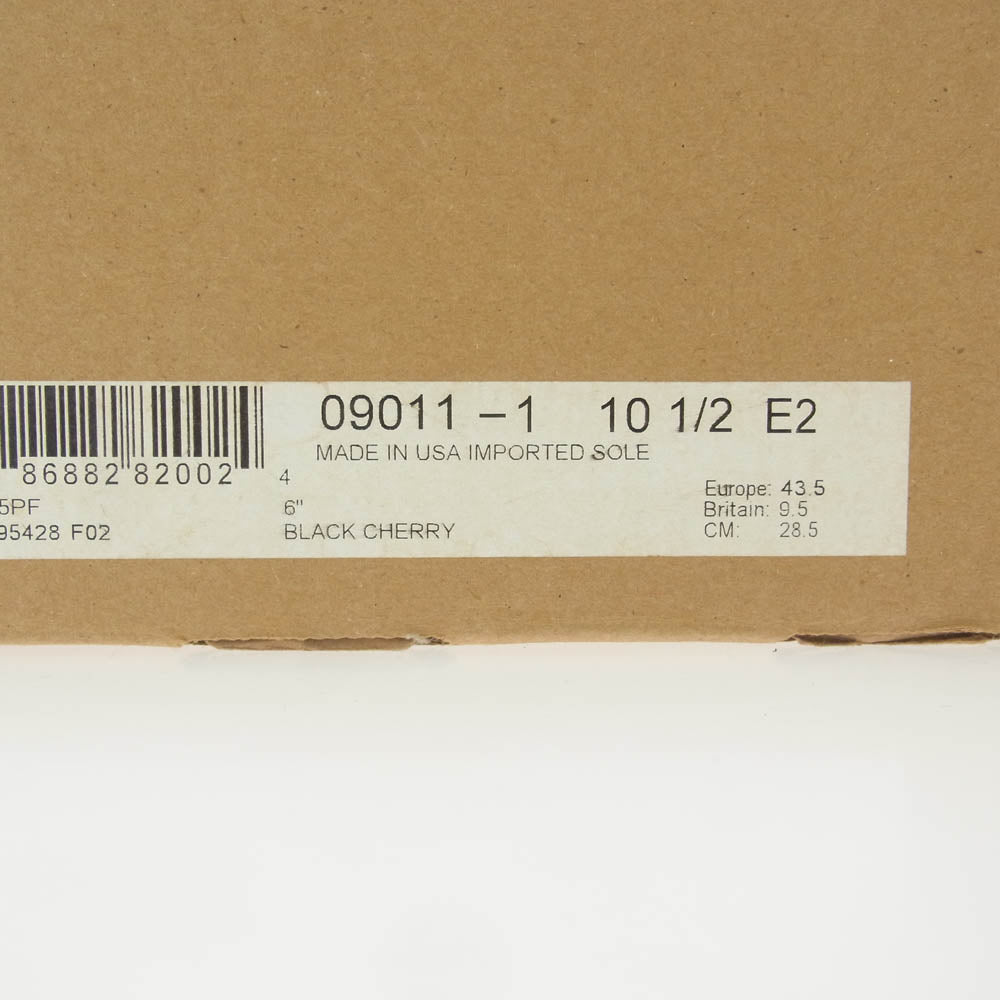 09011 – 1 10 1/2 E2
MADE IN USA IMPORTED SOLE
86882 82002 4
5PF
6"
95428 F02
BLACK CHERRY
Europe: 43.5
Britain: 9.5
CM: 28.5